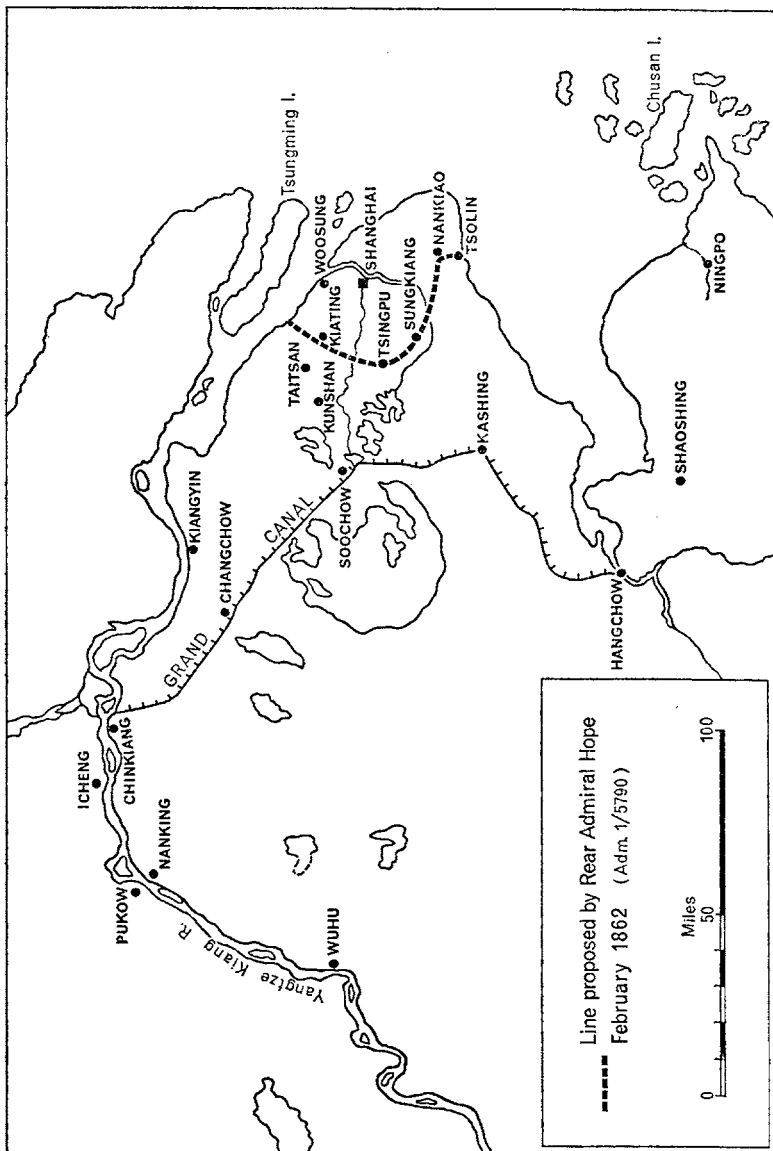 Tsungming I.
WOOSUNG
SHANGHAI
NANKIAO
TSOLIN
Chusan I.
NINGPO
KIATING
TSINGPU
SUNGKIANG
TAITSAN
KUNSHAN
KASHING
SHAOSHING
SOOCHOW
KIANGYIN
CHANGCHOW
GRAND CANAL
HANGCHOW
ICHENG
CHINKIANG
PUKOW
NANKING
Yangtze Kiang R.
WUHU
Line proposed by Rear Admiral Hope
February 1862 (Adm. 1/5790)
Miles
0 50 100